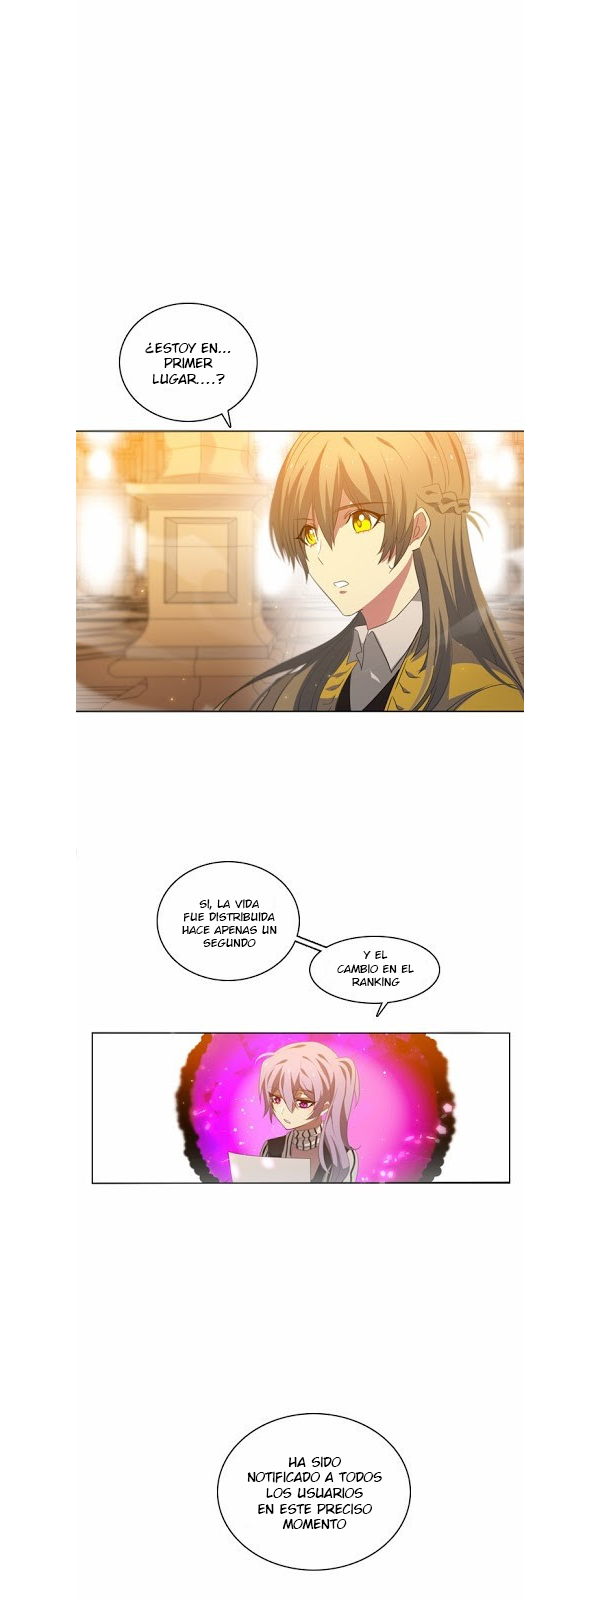 ¿ESTOY EN...
PRIMER
LUGAR....?
SI, LA VIDA
FUE DISTRIBUIDA
HACE APENAS UN
SEGUNDO
Y EL
CAMBIO EN EL
RANKING
HA SIDO
NOTIFICADO A TODOS
LOS USUARIOS
EN ESTE PRECISO
MOMENTO